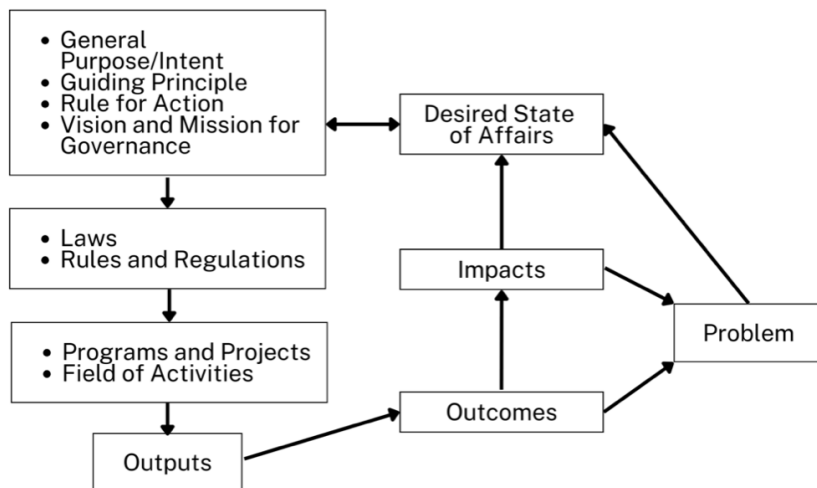 • General
Purpose/Intent
• Guiding Principle
• Rule for Action
• Vision and Mission for
Governance
• Laws
• Rules and Regulations
• Programs and Projects
• Field of Activities
Outputs
Desired State
of Affairs
Impacts
Outcomes
Problem